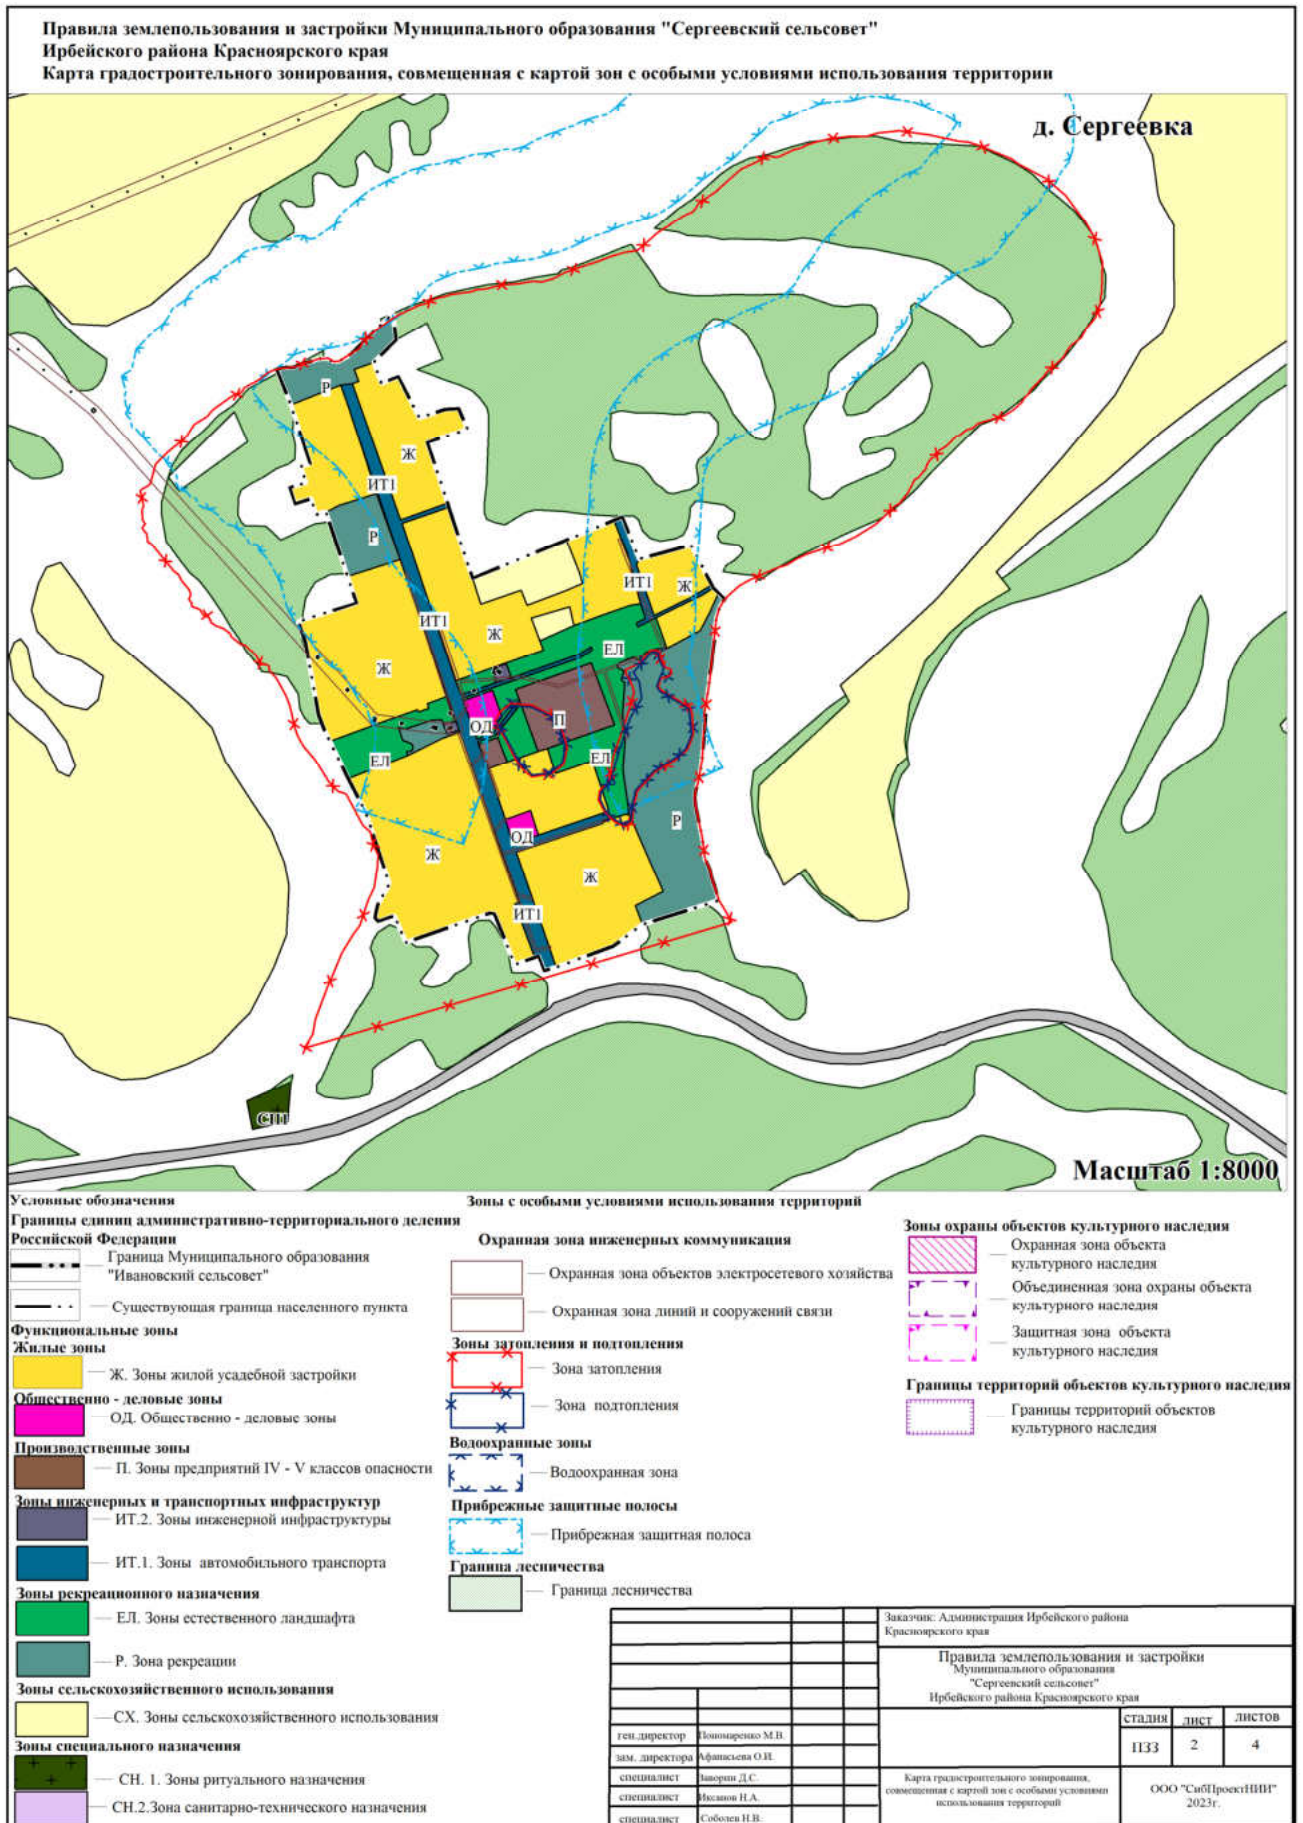 Правила землепользования и застройки Муниципального образования "Сергеевский сельсовет"
Ирбейского района Красноярского края
Карта градостроительного зонирования, совмещенная с картой зон с особыми условиями использования территории
д. Сергеевка
Р
Ж
ИТ1
Р
ИТ1
Ж
ИТ1
Ж
Ж
ЕЛ
Ж
ОД
П
ЕЛ
ЕЛ
Р
ОД
Ж
Ж
ИТ1
СН1
Масштаб 1:8000
Условные обозначения
Границы единиц административно-территориального деления
Российской Федерации
Граница Муниципального образования
"Ивановский сельсовет"
Существующая граница населенного пункта
Функциональные зоны
Жилые зоны
Ж. Зоны жилой усадебной застройки
Общественно - деловые зоны
ОД. Общественно - деловые зоны
Производственные зоны
П. Зоны предприятий IV - V классов опасности
Зоны инженерных и транспортных инфраструктур
ИТ.2. Зоны инженерной инфраструктуры
ИТ.1. Зоны автомобильного транспорта
Зоны рекреационного назначения
ЕЛ. Зоны естественного ландшафта
Р. Зона рекреации
Зоны сельскохозяйственного использования
СХ. Зоны сельскохозяйственного использования
Зоны специального назначения
СН. 1. Зоны ритуального назначения
СН.2.Зона санитарно-технического назначения
Зоны с особыми условиями использования территорий
Охранная зона инженерных коммуникация
Охранная зона объектов электросетевого хозяйства
Охранная зона линий и сооружений связи
Зоны затопления и подтопления
Зона затопления
Зона подтопления
Водоохранные зоны
Водоохранная зона
Прибрежные защитные полосы
Прибрежная защитная полоса
Граница лесничества
Граница лесничества
Зоны охраны объектов культурного наследия
Охранная зона объекта
культурного наследия
Объединенная зона охраны объекта
культурного наследия
Защитная зона объекта
культурного наследия
Границы территорий объектов культурного наследия
Границы территорий объектов
культурного наследия
Заказчик: Администрация Ирбейского района
Красноярского края
Правила землепользования и застройки
Муниципального образования
"Сергеевский сельсовет"
Ирбейского района Красноярского края
стадия лист листов
ПЗЗ 2 4
ген.директор Пономаренко М.В.
зам. директора Афанасьева О.И.
специалист Заворин Д.С.
специалист Иксанов Н.А.
специалист Соболев Н.В.
Карта градостроительного зонирования,
совмещенная с картой зон с особыми условиями
использования территорий
ООО "СибПроектНИИ"
2023г.